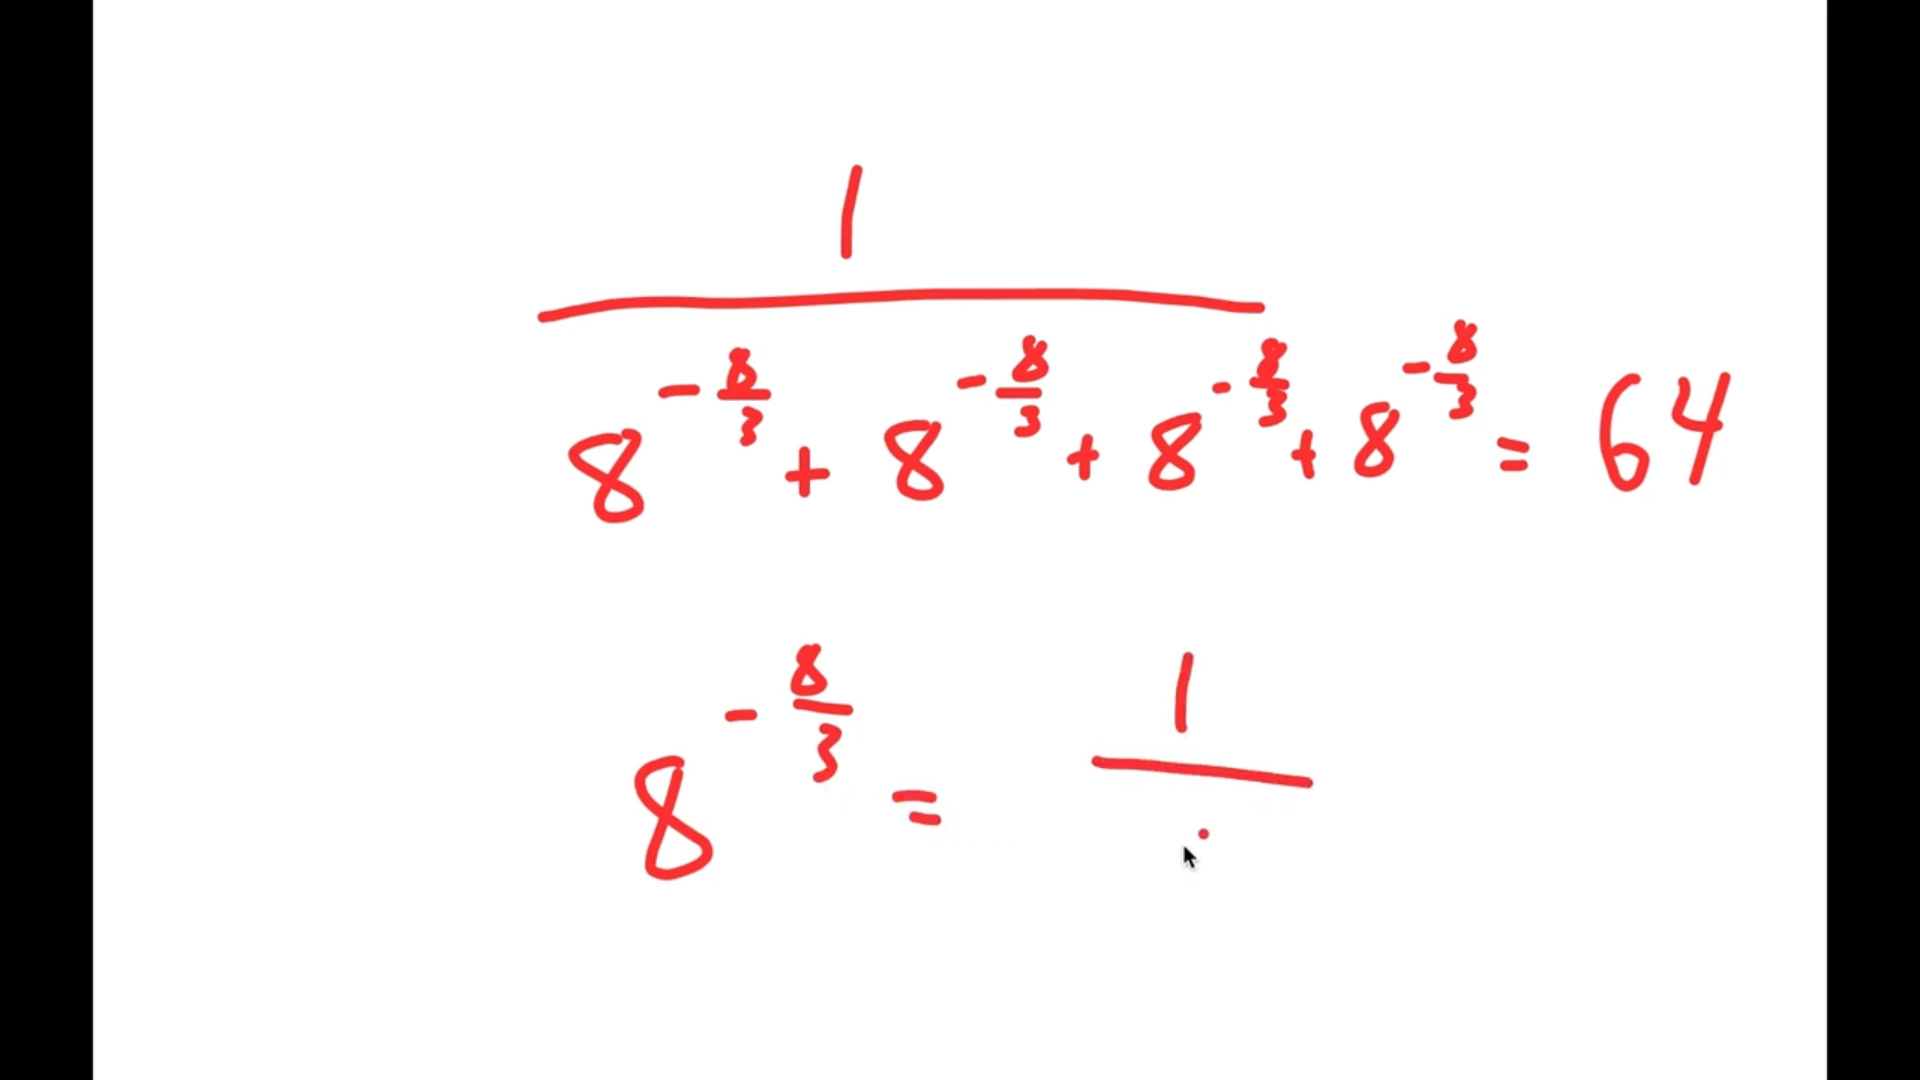 1
8^{-8/3} + 8^{-8/3} + 8^{-8/3} + 8^{-8/3} = 64
8^{-8/3} = 1/